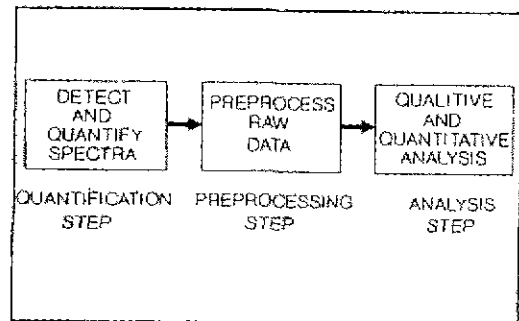 DETECT
AND
QUANTIFY
SPECTRA
PREPROCESS
RAW
DATA
QUALITIVE
AND
QUANTITATIVE
ANALYSIS
QUANTIFICATION
STEP
PREPROCESSING
STEP
ANALYSIS
STEP